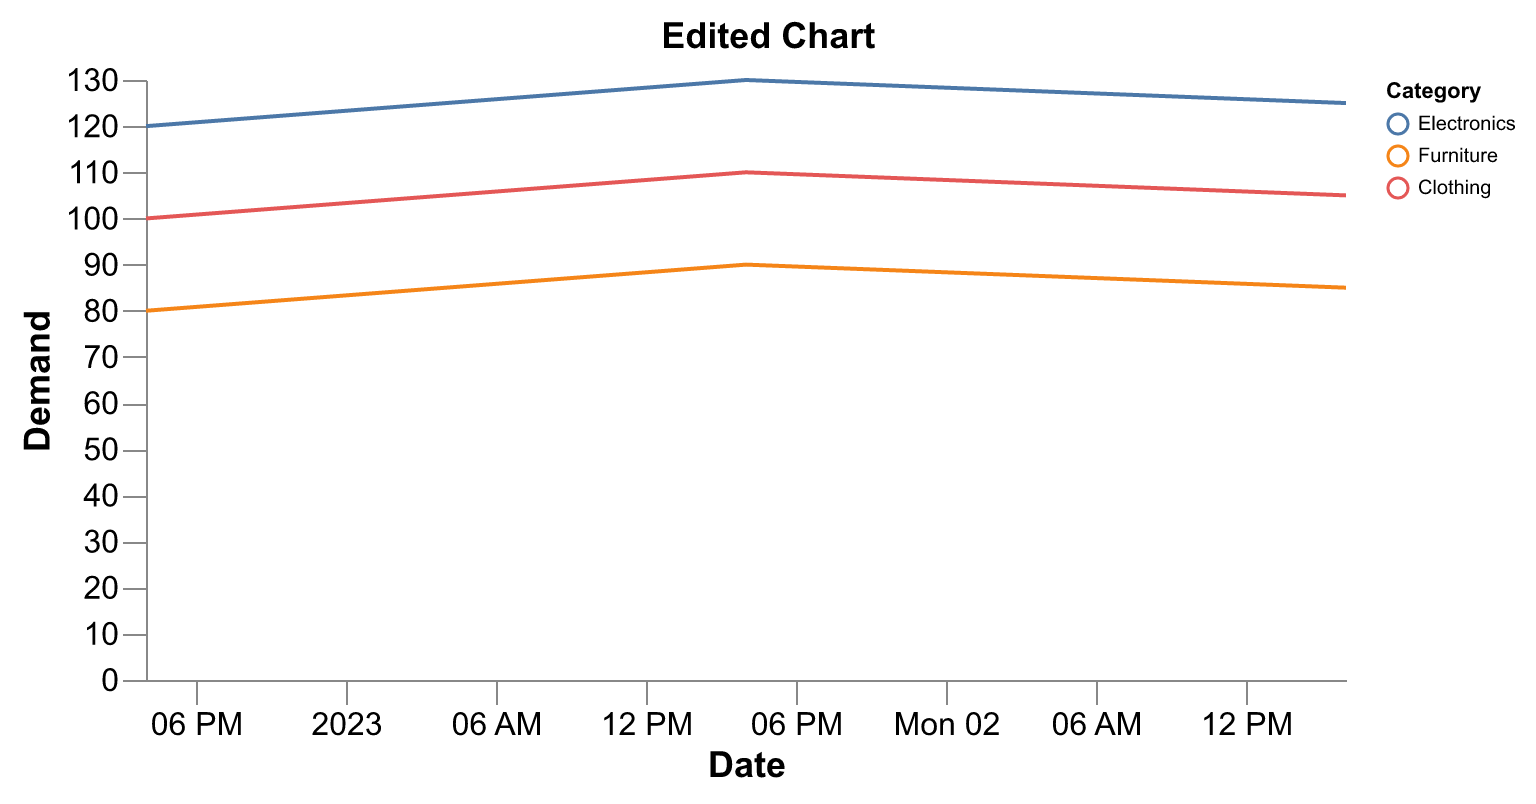 Edited Chart
130
120
110
100
90
80
70
60
50
40
30
20
10
0
Demand
06 PM 2023 06 AM 12 PM 06 PM Mon 02 06 AM 12 PM
Date
Category
Electronics
Furniture
Clothing